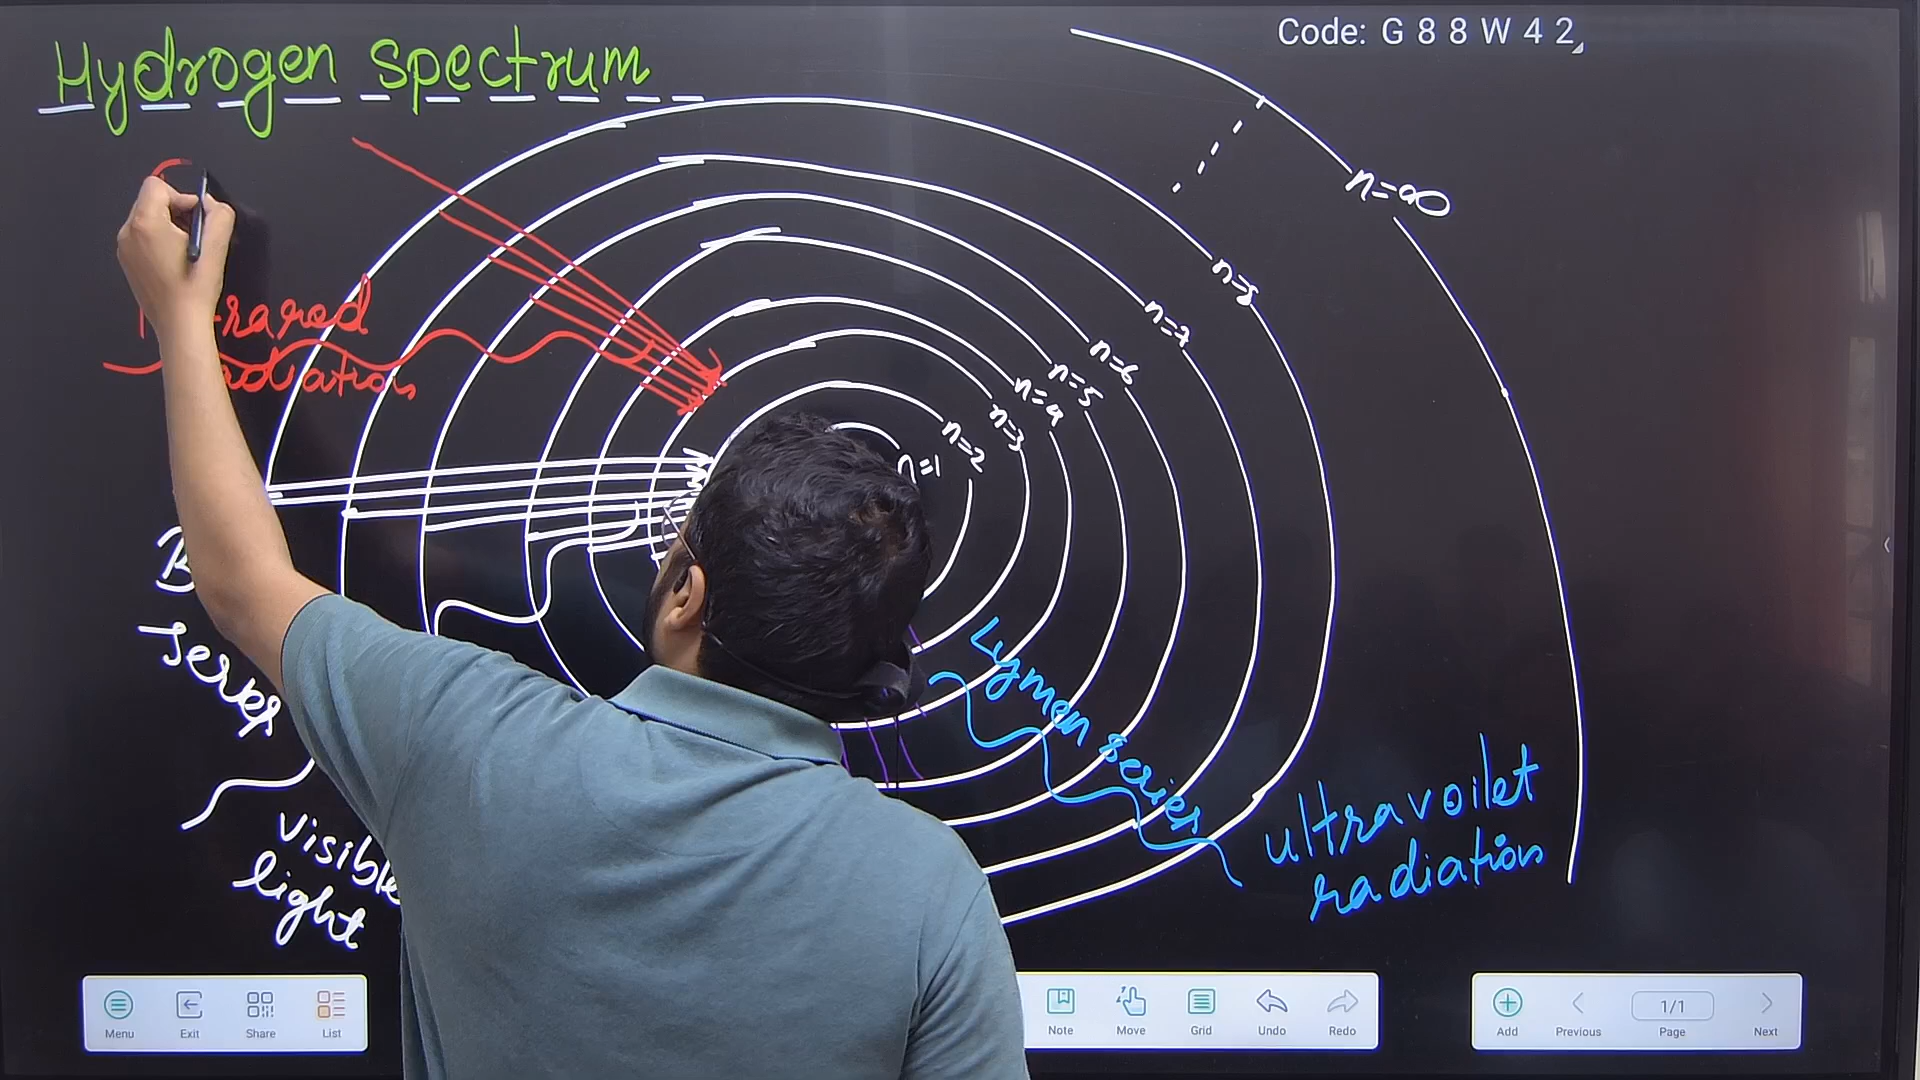 Hydrogen spectrum
Code: G 8 8 W 4 2
n=∞
n=8
n=7
n=6
n=5
n=4
n=3
n=2
n=1
radiation
Series
visible
light
Lyman Series
ultravoilet
radiation
Menu
Exit
Share
List
Note
Move
Grid
Undo
Redo
Add
Previous
1/1
Page
Next